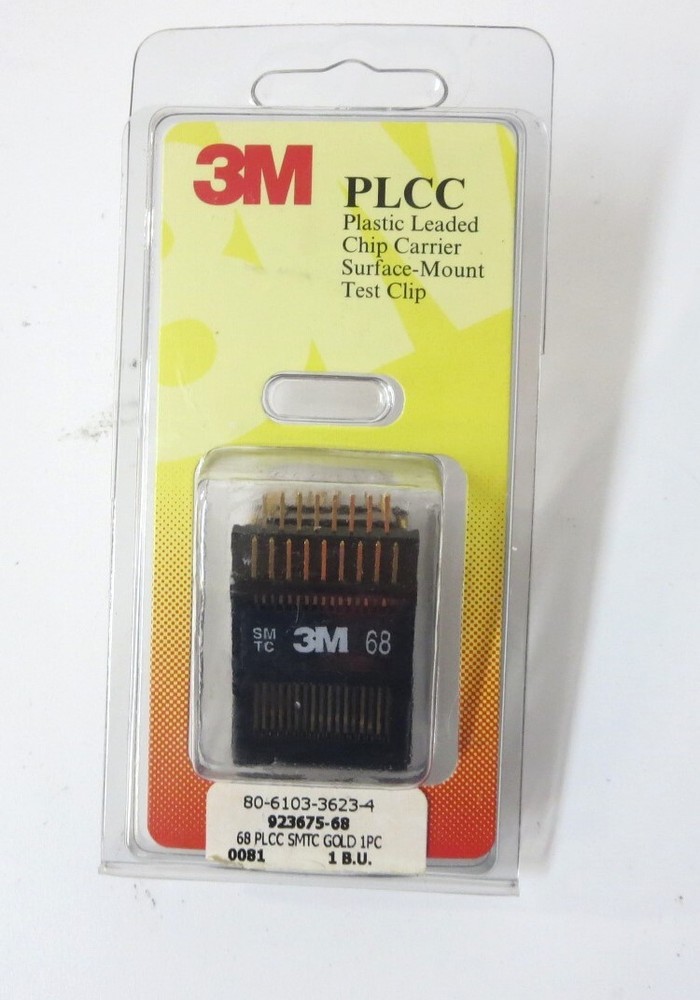 3M
PLCC
Plastic Leaded
Chip Carrier
Surface-Mount
Test Clip
SM
TC
3M
68
80-6103-3623-4
923675-68
68 PLCC SMTC GOLD 1PC
0081 1 B.U.